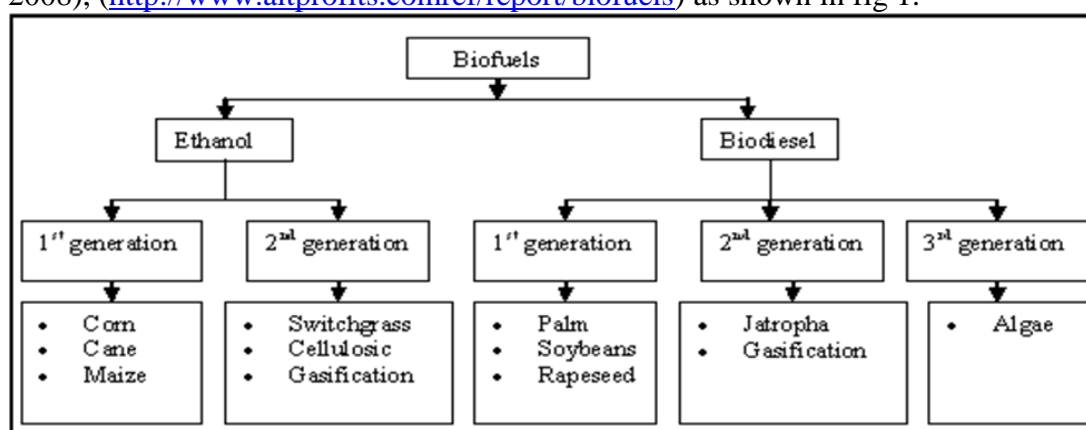 2008), (http://www.altprofits.com/ref/report/biofuels) as shown in fig 1.
Biofuels
Ethanol
Biodiesel
1st generation
2nd generation
1st generation
2nd generation
3rd generation
• Corn
• Cane
• Maize
• Switchgrass
• Cellulosic
• Gasification
• Palm
• Soybeans
• Rapeseed
• Jatropha
• Gasification
• Algae